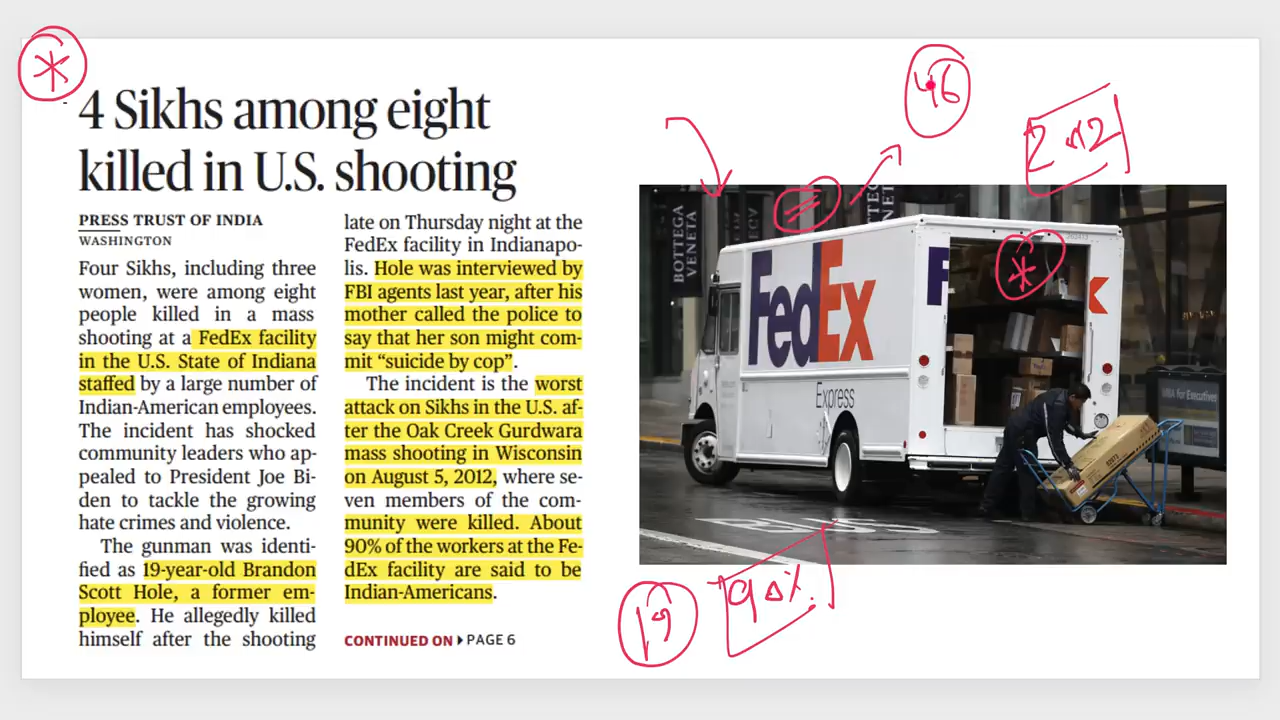 4 Sikhs among eight
killed in U.S. shooting
PRESS TRUST OF INDIA
WASHINGTON
Four Sikhs, including three
women, were among eight
people killed in a mass
shooting at a FedEx facility
in the U.S. State of Indiana
staffed by a large number of
Indian-American employees.
The incident has shocked
community leaders who ap-
pealed to President Joe Bi-
den to tackle the growing
hate crimes and violence.
The gunman was identi-
fied as 19-year-old Brandon
Scott Hole, a former em-
ployee. He allegedly killed
himself after the shooting
late on Thursday night at the
FedEx facility in Indianapo-
lis. Hole was interviewed by
FBI agents last year, after his
mother called the police to
say that her son might com-
mit “suicide by cop”.
The incident is the worst
attack on Sikhs in the U.S. af-
ter the Oak Creek Gurdwara
mass shooting in Wisconsin
on August 5, 2012, where se-
ven members of the com-
munity were killed. About
90% of the workers at the Fe-
dEx facility are said to be
Indian-Americans.
CONTINUED ON PAGE 6
46
BOTTEGA
VENETA
FedEx
Express
for Executives
19
90%